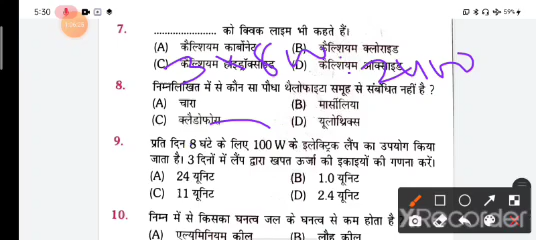 5:30
59%
7. ........................ को क्विक लाइम भी कहते हैं।
(A) कैल्शियम कार्बोनेट (B) कैल्शियम क्लोराइड
(C) कैल्शियम हाइड्रॉक्साइड (D) कैल्शियम ऑक्साइड
8. निम्नलिखित में से कौन सा पौधा थैलोफाइटा समूह से संबंधित नहीं है ?
(A) चारा (B) मार्सीलिया
(C) क्लैडोफोरा (D) यूलोथ्रिक्स
9. प्रति दिन 8 घंटे के लिए 100 W के इलेक्ट्रिक लैंप का उपयोग किया
जाता है। 3 दिनों में लैंप द्वारा खपत ऊर्जा की इकाइयों की गणना करें।
(A) 24 यूनिट (B) 1.0 यूनिट
(C) 11 यूनिट (D) 2.4 यूनिट
10. निम्न में से किसका घनत्व जल के घनत्व से कम होता है
(A) एल्युमिनियम कील (B) लौह कील